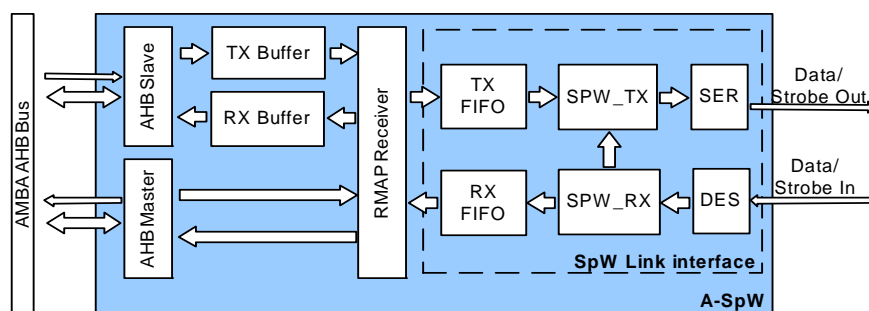 AMBA AHB Bus
AHB Slave
TX Buffer
RX Buffer
AHB Master
RMAP Receiver
TX
FIFO
SPW_TX
SER
Data/
Strobe Out
RX
FIFO
SPW_RX
DES
Data/
Strobe In
SpW Link interface
A-SpW